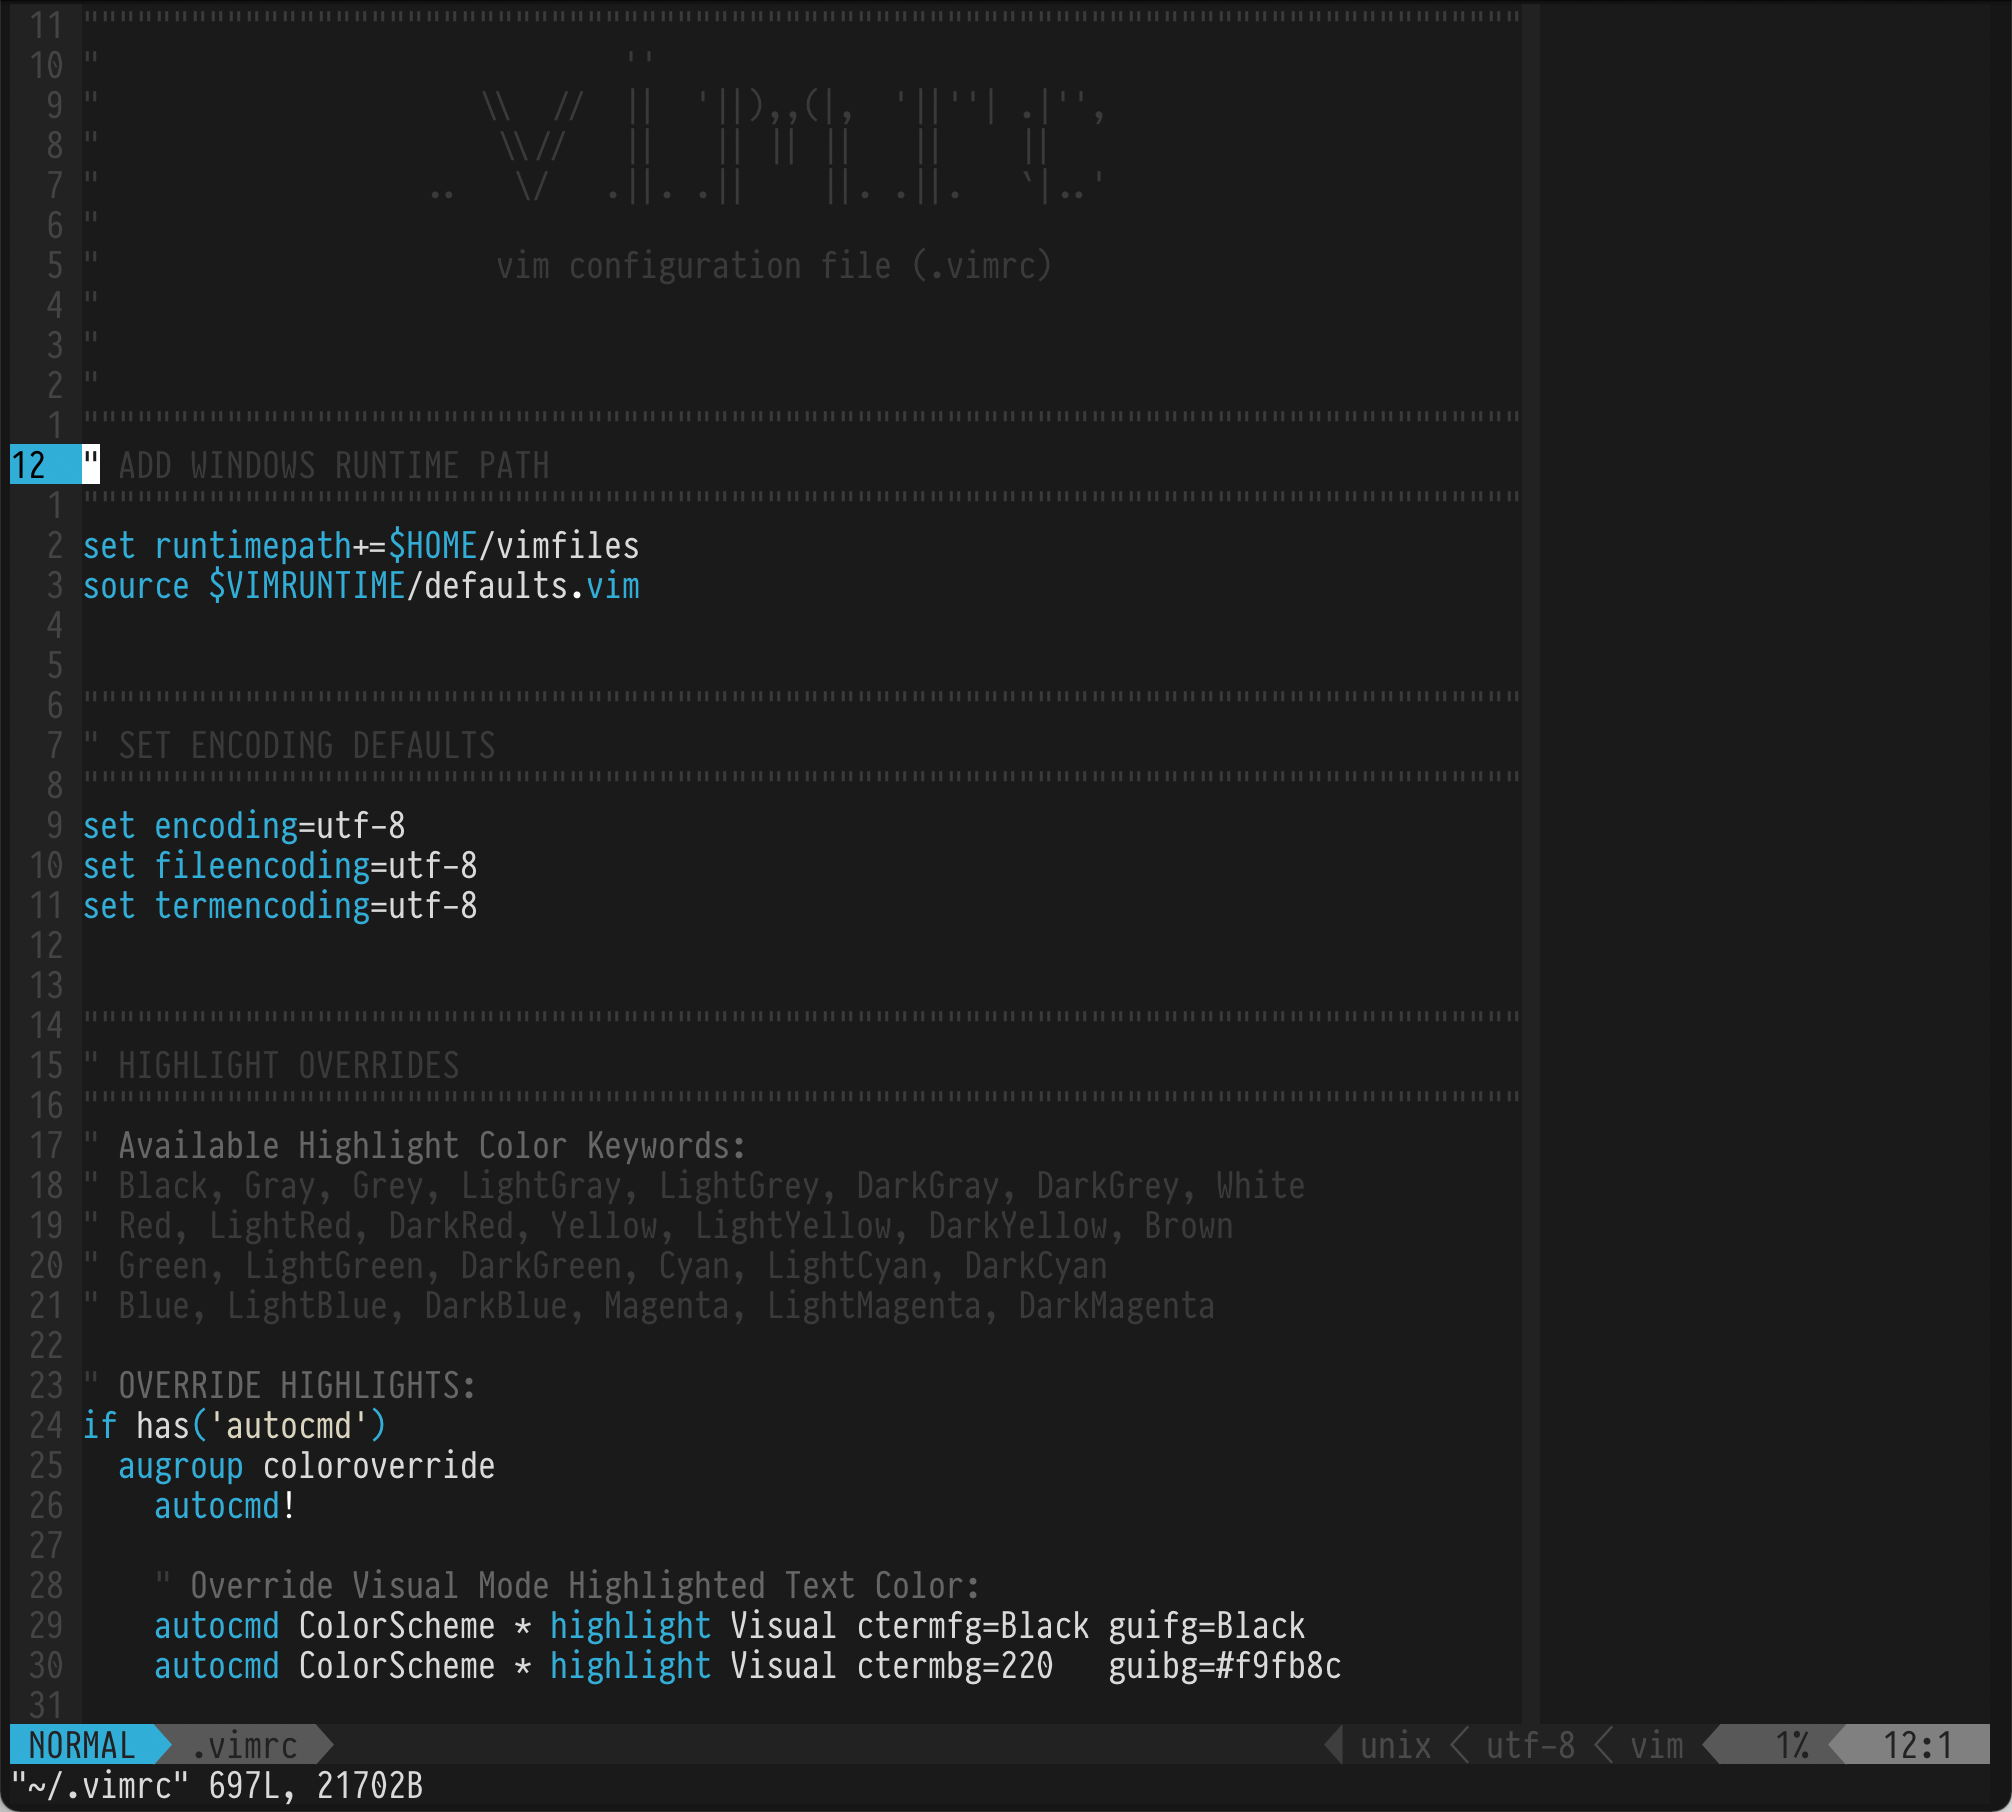 11 """"""""""""""""""""""""""""""""""""""""""""""""""""""""""""""""""""""""""""""""
10 "                             ''
9 "                     \\  //  ||  '||),,(|,  '||''| .|'',
8 "                      \\//   ||   || || ||   ||    ||
7 "                  ..   \/   .||. .||    ||. .||.   `|..'
6 "
5 "                      vim configuration file (.vimrc)
4 "
3 "
2 "
1 """"""""""""""""""""""""""""""""""""""""""""""""""""""""""""""""""""""""""""""""
12 " ADD WINDOWS RUNTIME PATH
1 """"""""""""""""""""""""""""""""""""""""""""""""""""""""""""""""""""""""""""""""
2 set runtimepath+=$HOME/vimfiles
3 source $VIMRUNTIME/defaults.vim
4
5
6 """"""""""""""""""""""""""""""""""""""""""""""""""""""""""""""""""""""""""""""""
7 " SET ENCODING DEFAULTS
8 """"""""""""""""""""""""""""""""""""""""""""""""""""""""""""""""""""""""""""""""
9 set encoding=utf-8
10 set fileencoding=utf-8
11 set termencoding=utf-8
12
13
14 """"""""""""""""""""""""""""""""""""""""""""""""""""""""""""""""""""""""""""""""
15 " HIGHLIGHT OVERRIDES
16 """"""""""""""""""""""""""""""""""""""""""""""""""""""""""""""""""""""""""""""""
17 " Available Highlight Color Keywords:
18 " Black, Gray, Grey, LightGray, LightGrey, DarkGray, DarkGrey, White
19 " Red, LightRed, DarkRed, Yellow, LightYellow, DarkYellow, Brown
20 " Green, LightGreen, DarkGreen, Cyan, LightCyan, DarkCyan
21 " Blue, LightBlue, DarkBlue, Magenta, LightMagenta, DarkMagenta
22
23 " OVERRIDE HIGHLIGHTS:
24 if has('autocmd')
25   augroup coloroverride
26     autocmd!
27
28     " Override Visual Mode Highlighted Text Color:
29     autocmd ColorScheme * highlight Visual ctermfg=Black guifg=Black
30     autocmd ColorScheme * highlight Visual ctermbg=220   guibg=#f9fb8c
31
NORMAL .vimrc unix utf-8 vim 1% 12:1
"~/.vimrc" 697L, 21702B